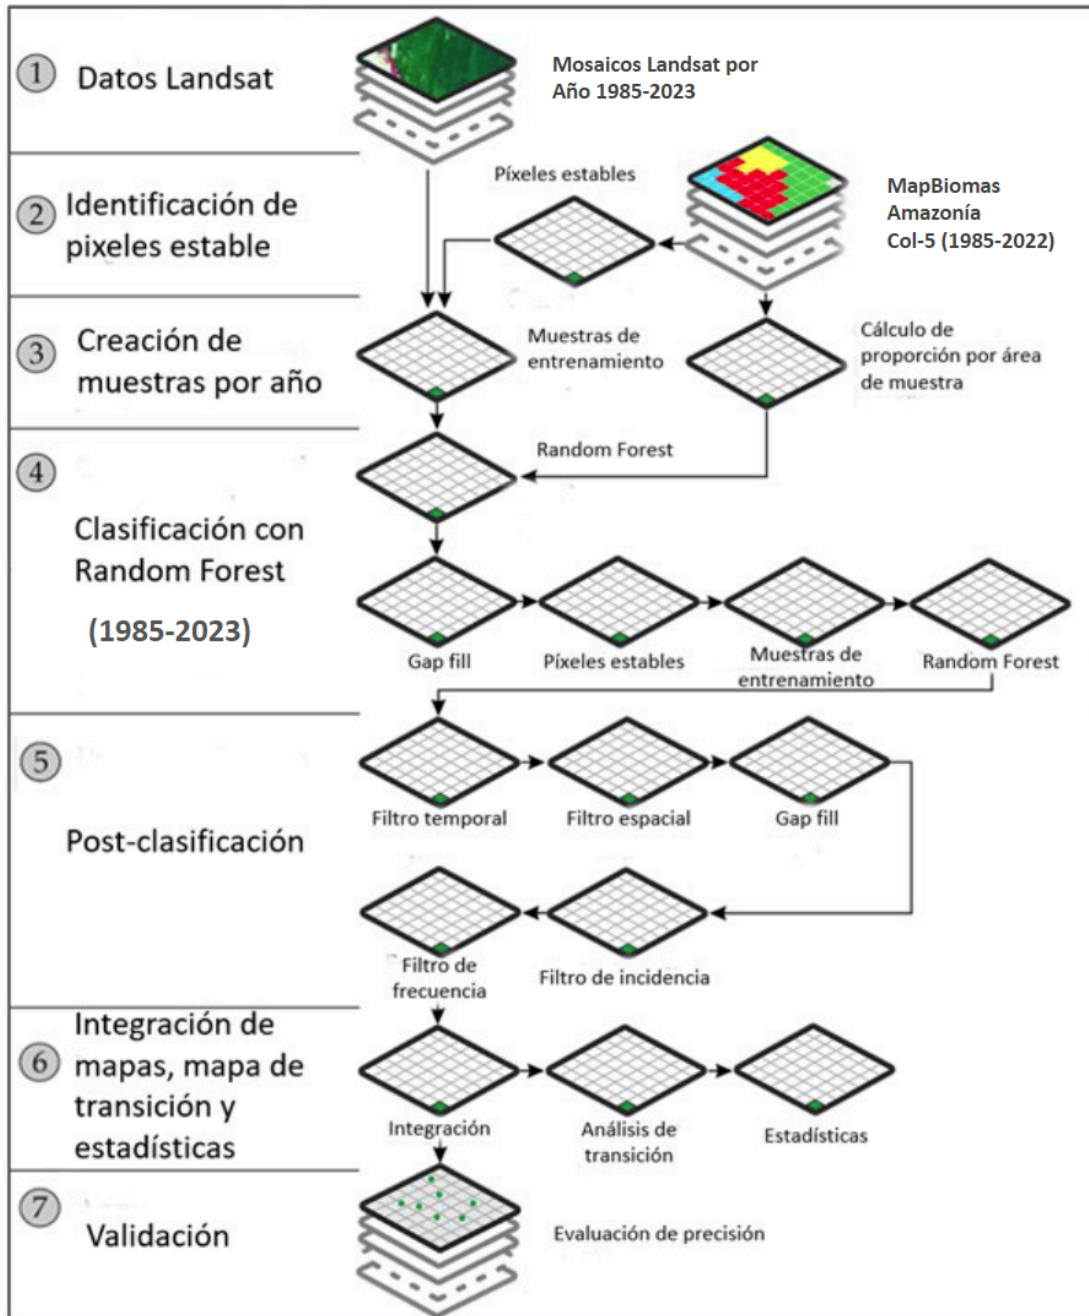 1
Datos Landsat
Mosaicos Landsat por
Año 1985-2023
2
Identificación de
pixeles estable
Píxeles estables
MapBiomas
Amazonía
Col-5 (1985-2022)
3
Creación de
muestras por año
Muestras de
entrenamiento
Cálculo de
proporción por área
de muestra
4
Clasificación con
Random Forest
(1985-2023)
Random Forest
Gap fill
Píxeles estables
Muestras de
entrenamiento
Random Forest
5
Post-clasificación
Filtro temporal
Filtro espacial
Gap fill
Filtro de
frecuencia
Filtro de incidencia
6
Integración de
mapas, mapa de
transición y
estadísticas
Integración
Análisis de
transición
Estadísticas
7
Validación
Evaluación de precisión